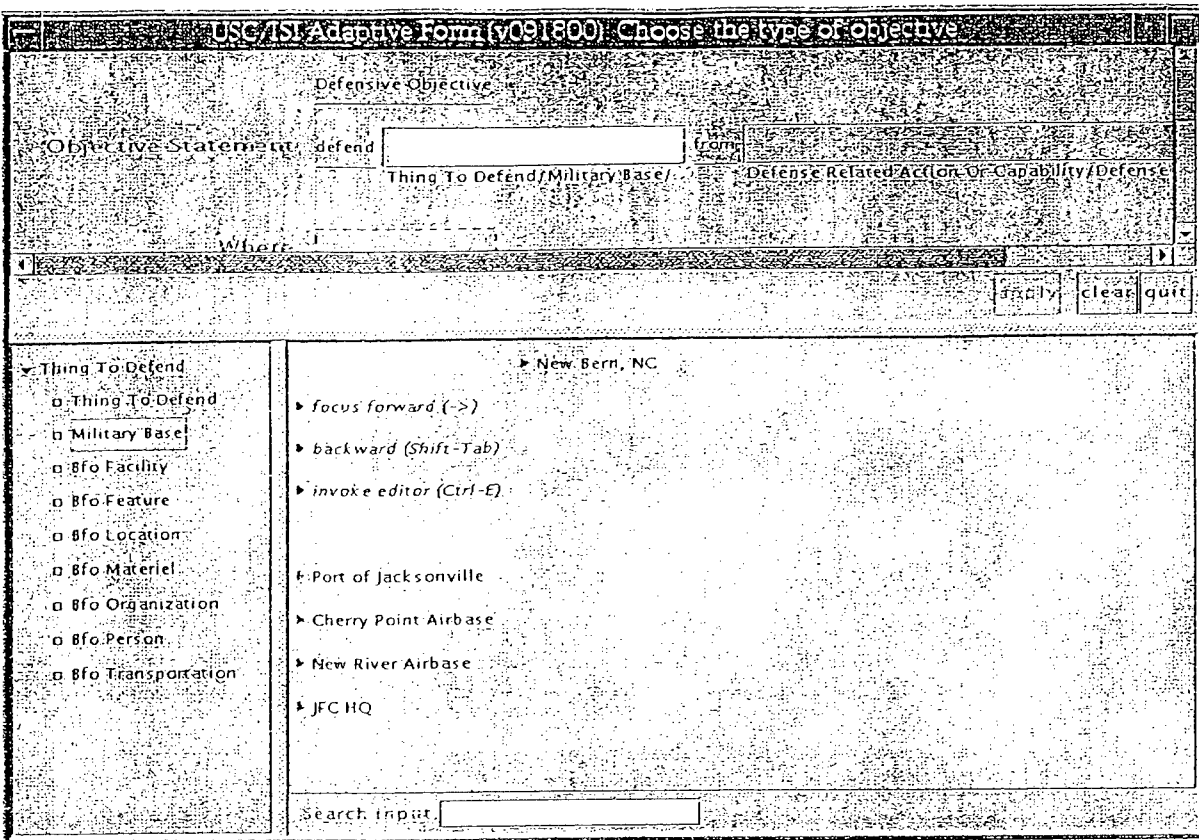 USC/ISI Adaptive Form (v091800) Choose the type of objective
Defensive Objective
Objective Statement defend from
Thing To Defend/Military Base/... Defense Related Action Or Capability/Defense
Where
apply clear quit
Thing To Defend
Thing To Defend
Military Base
Bfo Facility
Bfo Feature
Bfo Location
Bfo Materiel
Bfo Organization
Bfo Person
Bfo Transportation
New Bern, NC
focus forward (->)
backward (Shift-Tab)
invoke editor (Ctrl-E)
Port of Jacksonville
Cherry Point Airbase
New River Airbase
JFC HQ
Search input